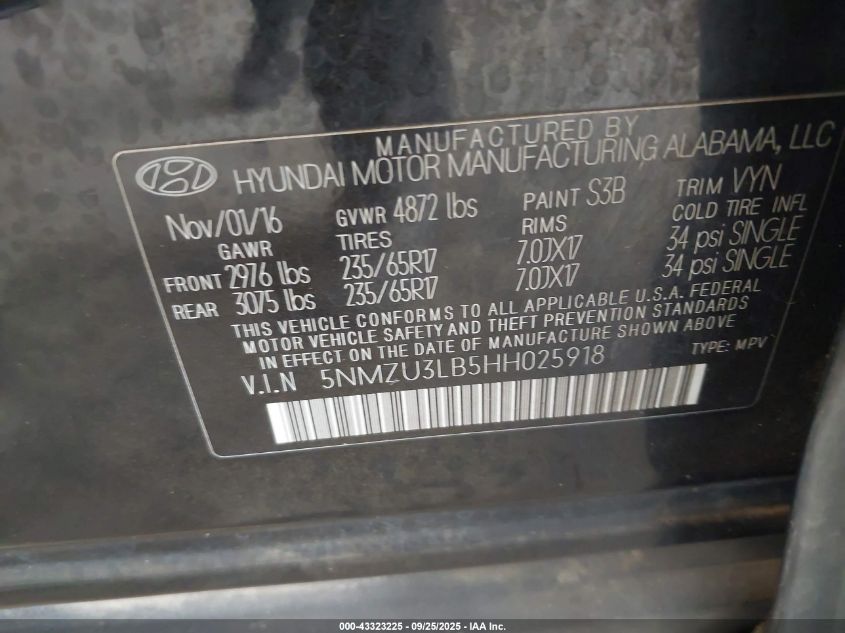 MANUFACTURED BY
HYUNDAI MOTOR MANUFACTURING ALABAMA, LLC
Nov/01/16 GVWR 4872 lbs PAINT S3B TRIM VYN
GAWR TIRES RIMS COLD TIRE INFL
FRONT 2976 lbs 235/65R17 7.0JX17 34 psi SINGLE
REAR 3075 lbs 235/65R17 7.0JX17 34 psi SINGLE
THIS VEHICLE CONFORMS TO ALL APPLICABLE U.S.A. FEDERAL
MOTOR VEHICLE SAFETY AND THEFT PREVENTION STANDARDS
IN EFFECT ON THE DATE OF MANUFACTURE SHOWN ABOVE
V.I.N 5NMZU3LB5HH025918 TYPE: MPV
000-43323225 - 09/25/2025 - IAA Inc.